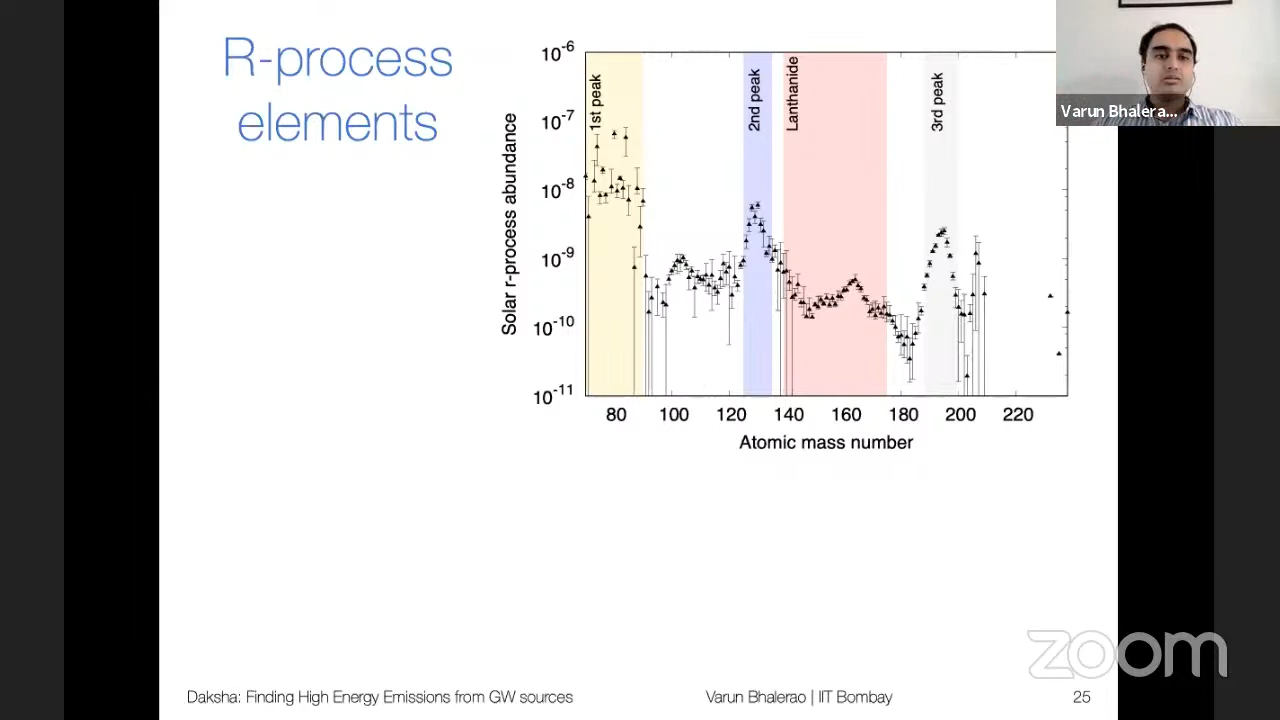 R-process
elements
10-6
10-7
10-8
10-9
10-10
10-11
Solar r-process abundance
1st peak
2nd peak
Lanthanide
3rd peak
80 100 120 140 160 180 200 220
Atomic mass number
Varun Bhalera...
zoom
Daksha: Finding High Energy Emissions from GW sources
Varun Bhalerao | IIT Bombay
25